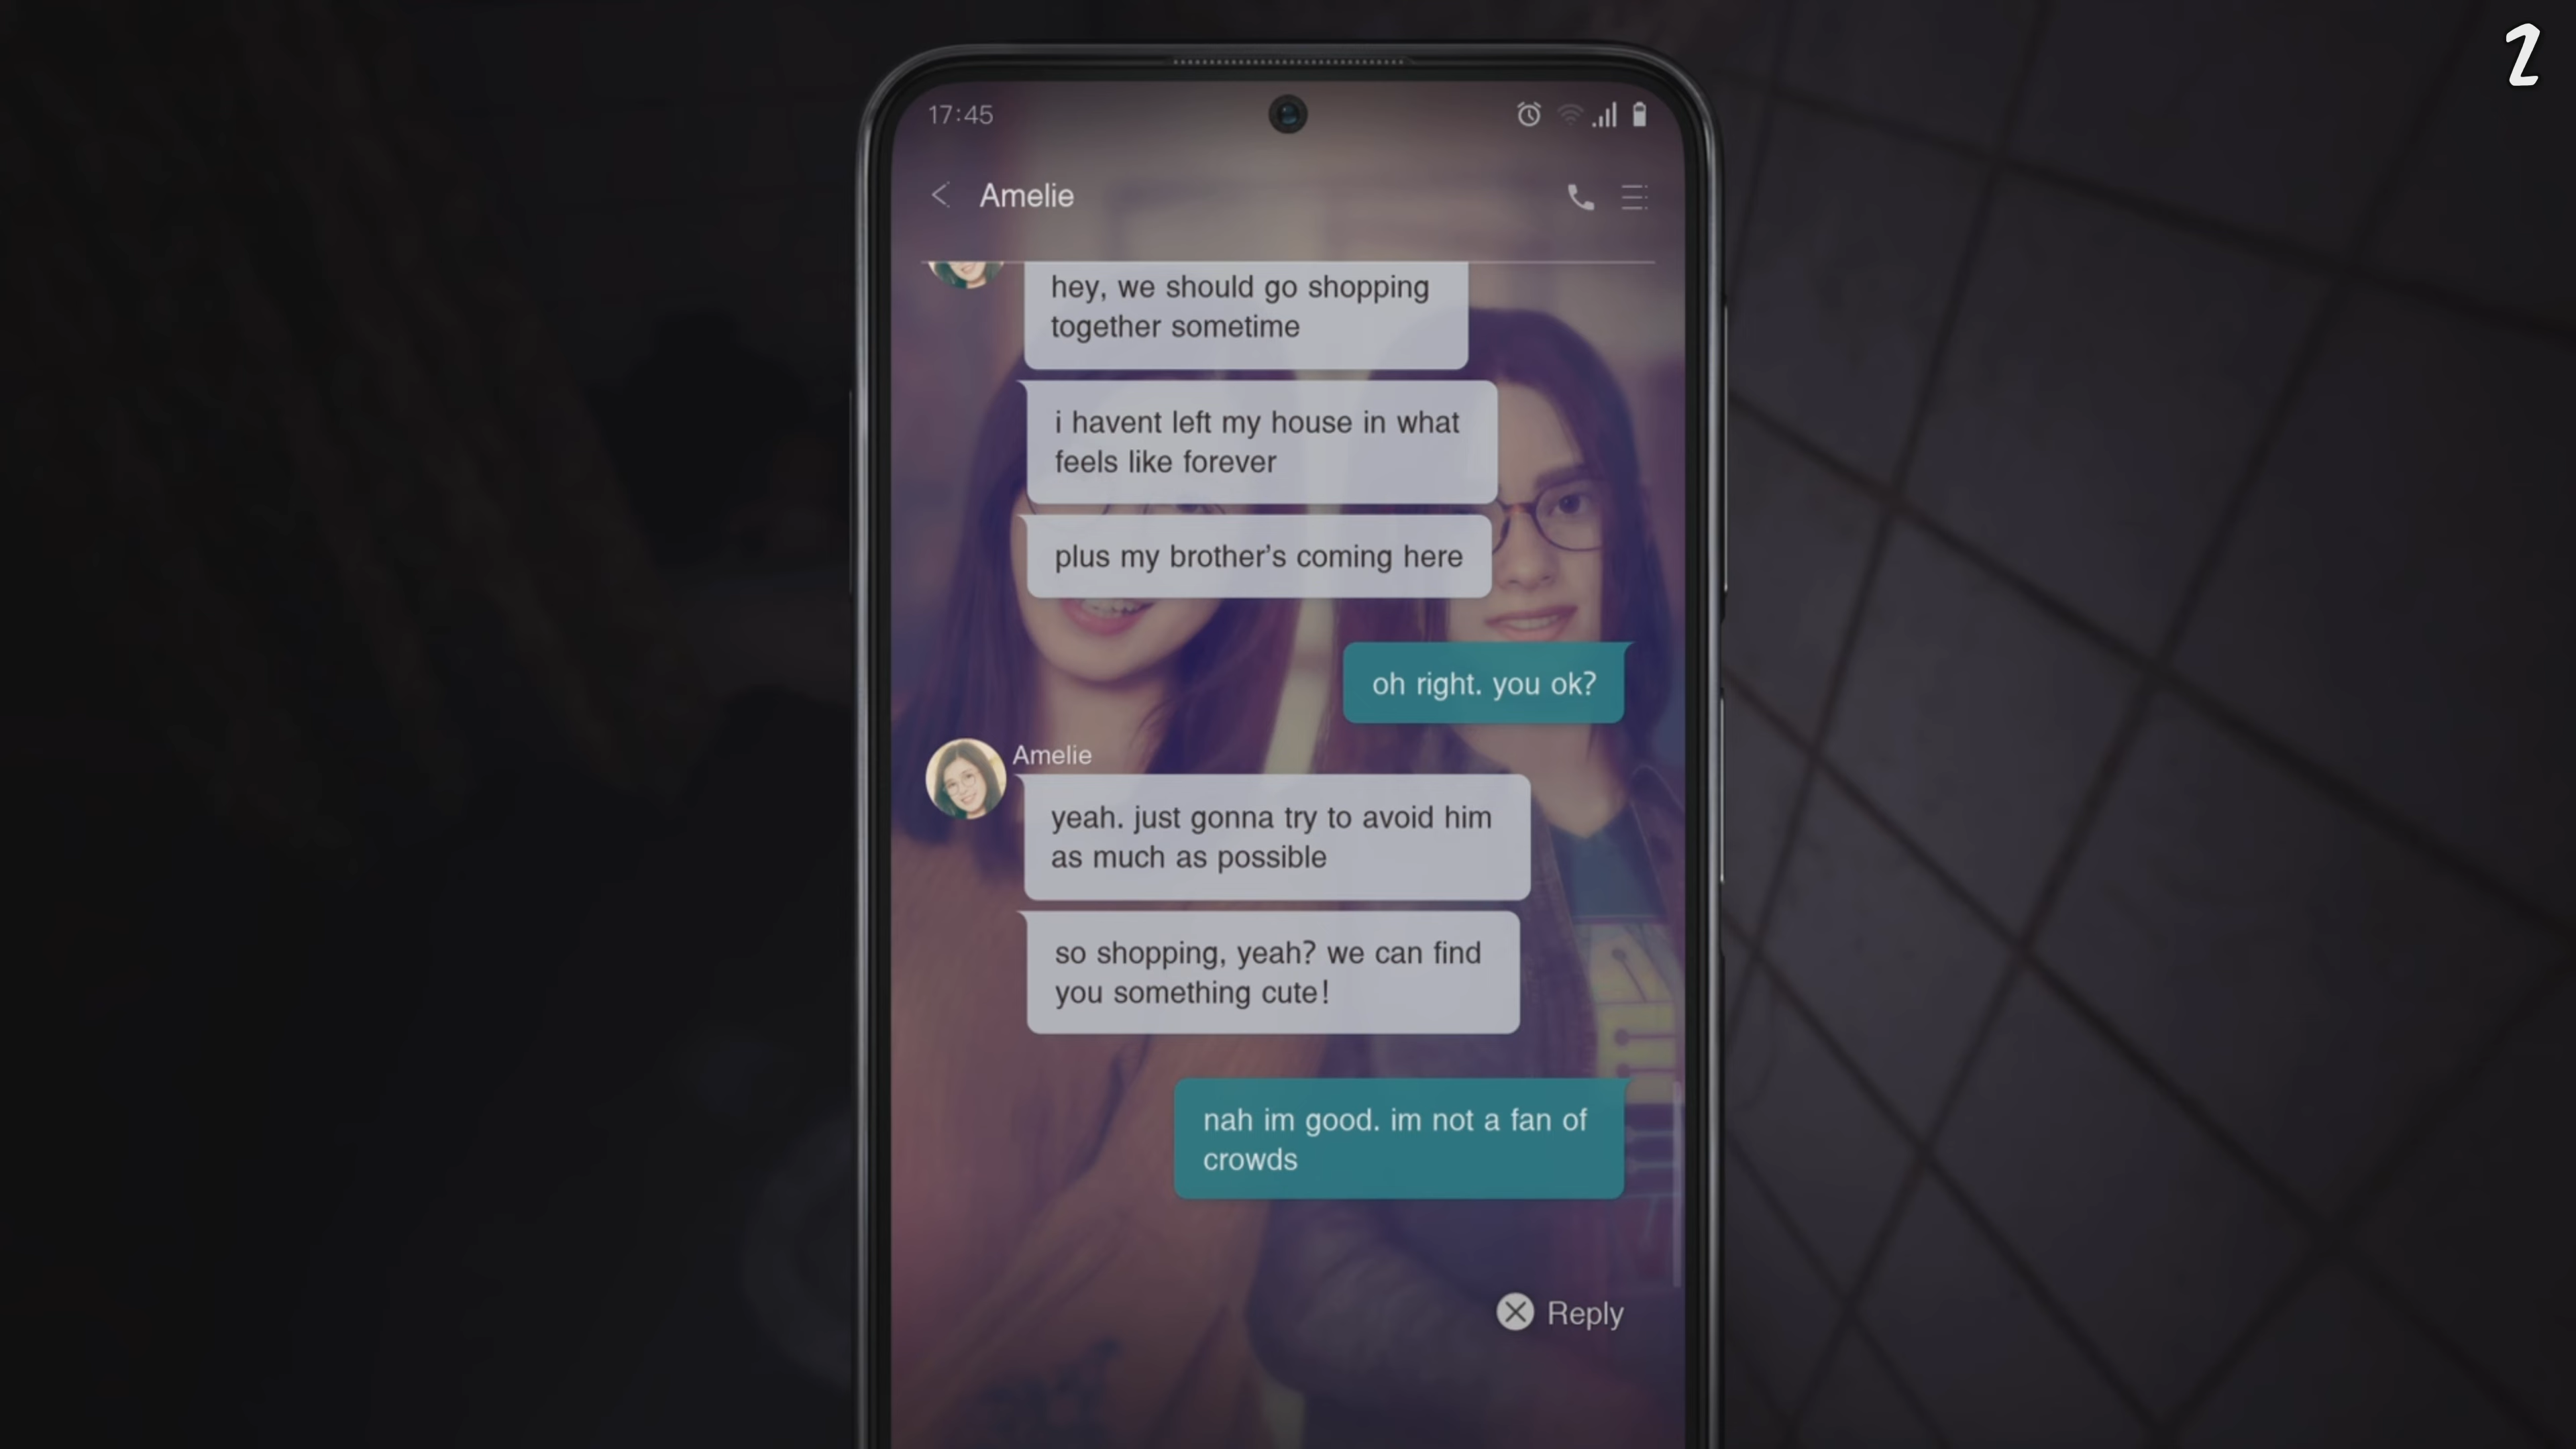 2
17:45
Amelie
hey, we should go shopping
together sometime
i havent left my house in what
feels like forever
plus my brother's coming here
oh right. you ok?
Amelie
yeah. just gonna try to avoid him
as much as possible
so shopping, yeah? we can find
you something cute!
nah im good. im not a fan of
crowds
Reply